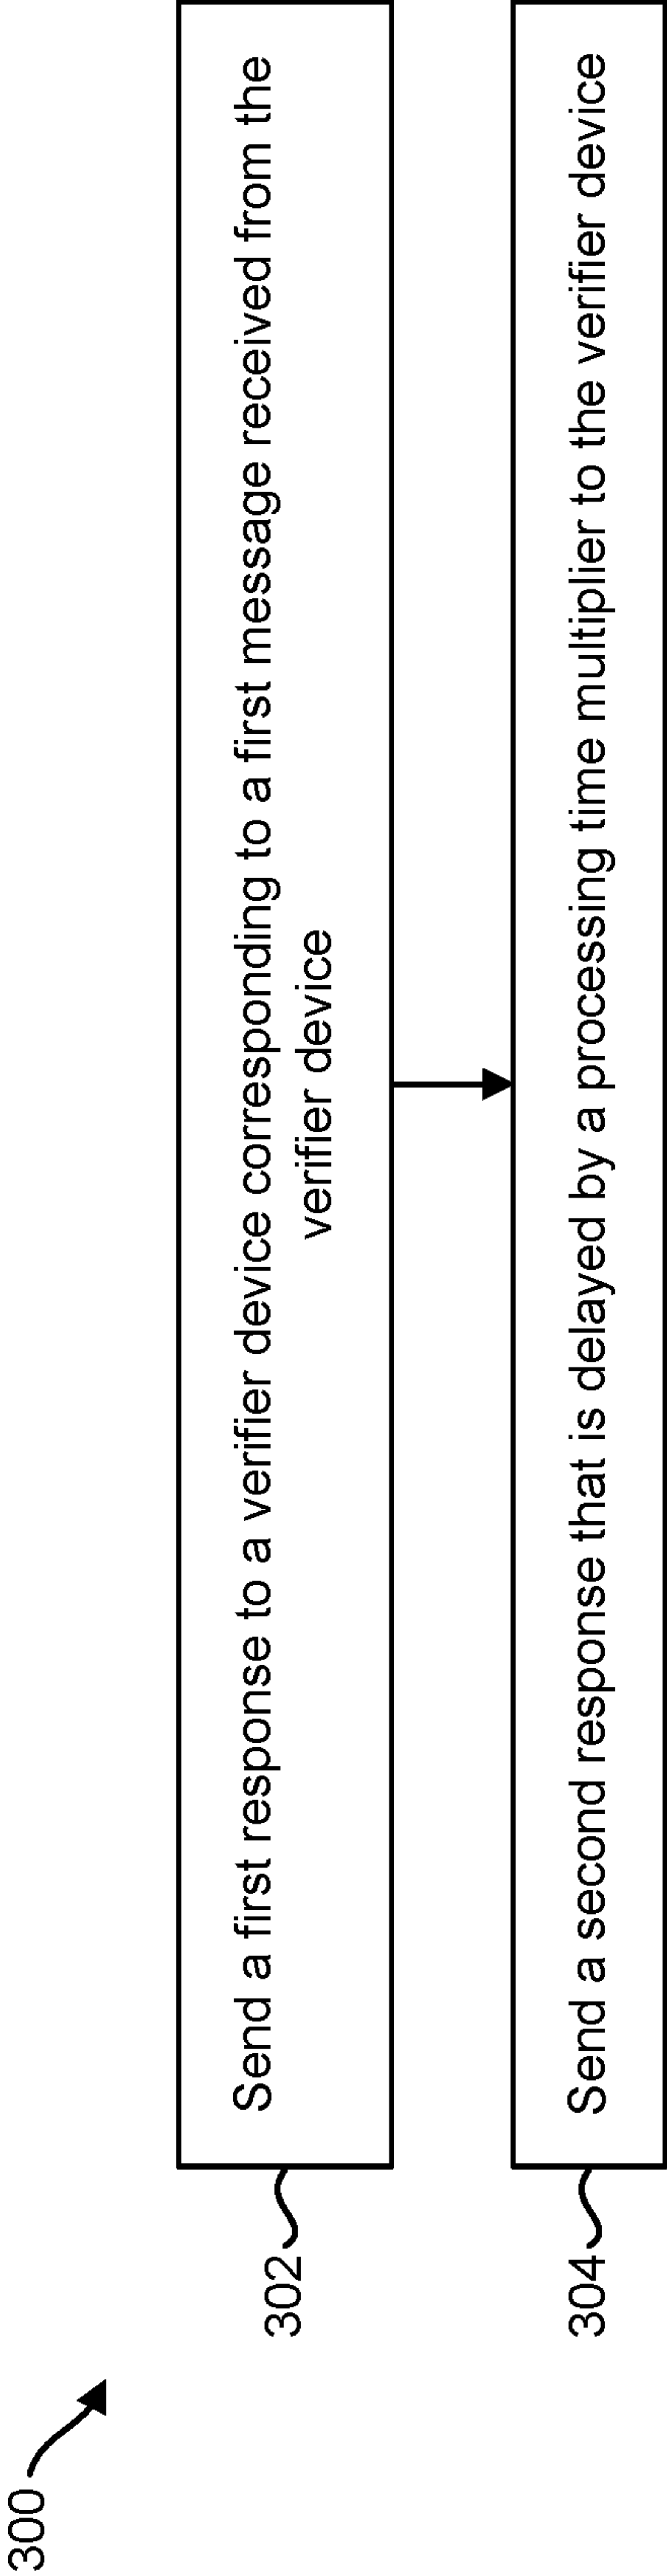 300
302
Send a first response to a verifier device corresponding to a first message received from the
verifier device
304
Send a second response that is delayed by a processing time multiplier to the verifier device